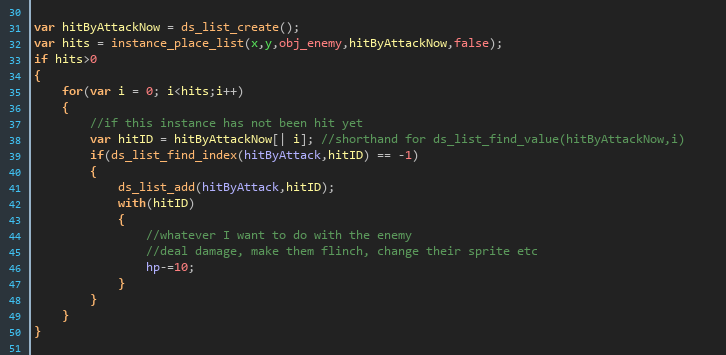 30
31 var hitByAttackNow = ds_list_create();
32 var hits = instance_place_list(x,y,obj_enemy,hitByAttackNow,false);
33 if hits>0
34 {
35     for(var i = 0; i<hits;i++)
36     {
37         //if this instance has not been hit yet
38         var hitID = hitByAttackNow[| i]; //shorthand for ds_list_find_value(hitByAttackNow,i)
39         if(ds_list_find_index(hitByAttack,hitID) == -1)
40         {
41             ds_list_add(hitByAttack,hitID);
42             with(hitID)
43             {
44                 //whatever I want to do with the enemy
45                 //deal damage, make them flinch, change their sprite etc
46                 hp-=10;
47             }
48         }
49     }
50 }
51